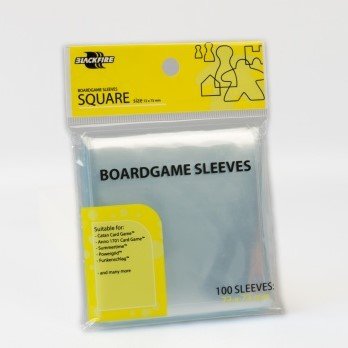 BLACKFIRE
BOARDGAME SLEEVES
SQUARE
BOARDGAME SLEEVES
Suitable for:
- Catan Card Game™
- Anno 1701 Card Game™
- Summertime™
- Powergrid™
- Funkenschlag™
- and many more
100 SLEEVES